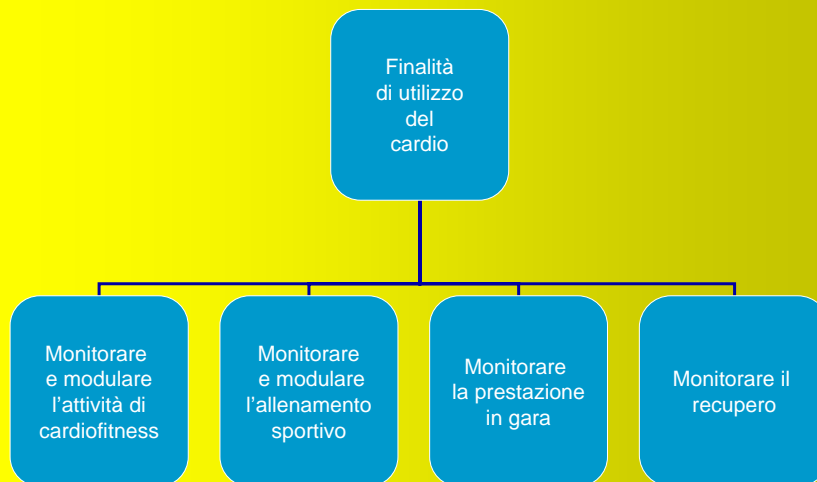 Finalità
di utilizzo
del
cardio
Monitorare
e modulare
l’attività di
cardiofitness
Monitorare
e modulare
l’allenamento
sportivo
Monitorare
la prestazione
in gara
Monitorare il
recupero